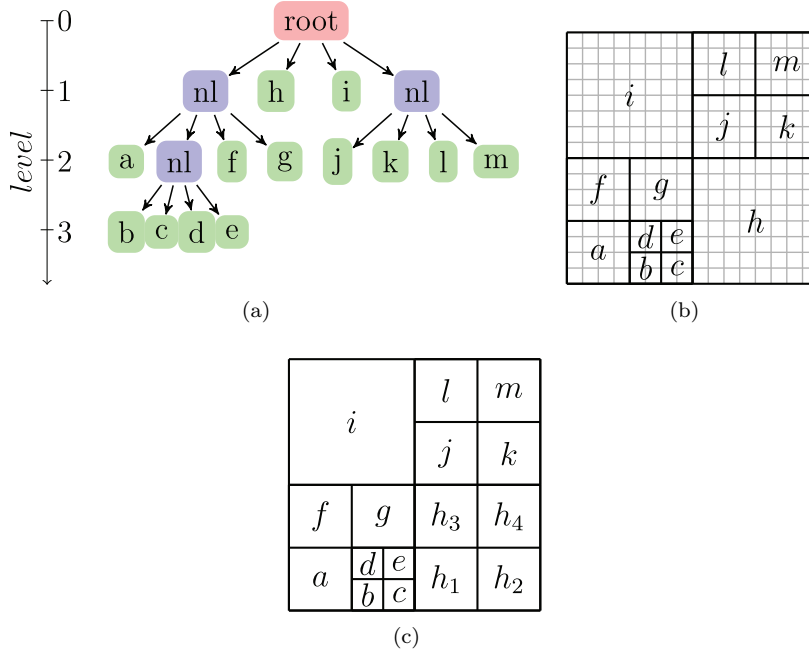 0 root
1 nl h i nl
level
2 a nl f g j k l m
3 b c d e
(a)
l m
i
j k
f g
h
d e
a
b c
(b)
l m
i
j k
f g h3 h4
d e
a h1 h2
b c
(c)